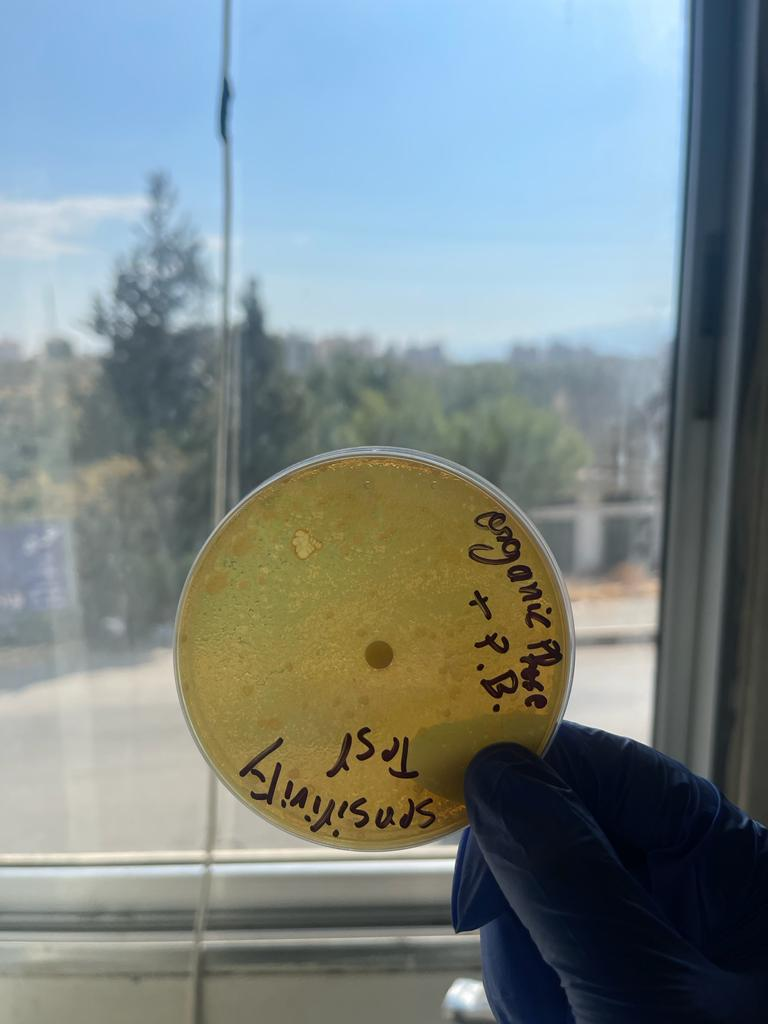 organic Phase
+ P.B.
sensitivity
Test